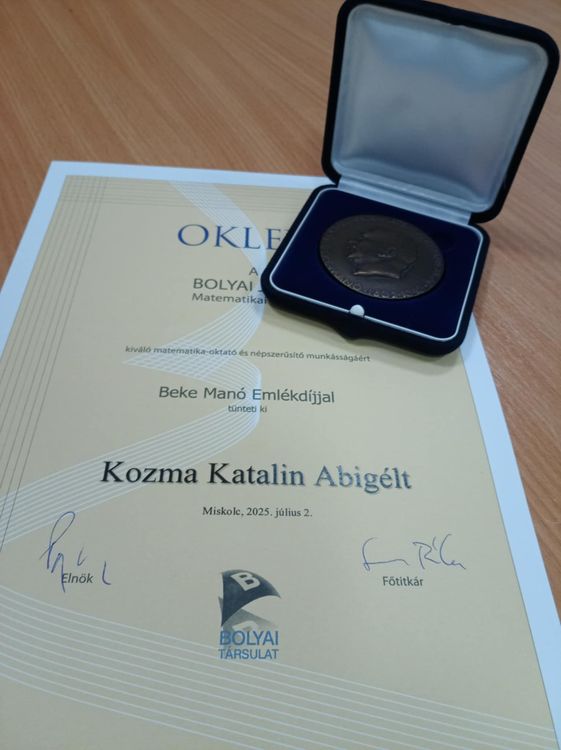 OKLE
A
BOLYAI
Matematikai
kiváló matematika-oktató és népszerűsítő munkásságáért
Beke Manó Emlékdíjjal
tünteti ki
Kozma Katalin Abigélt
Miskolc, 2025. július 2.
Elnök
Főtitkár
B
BOLYAI
TÁRSULAT